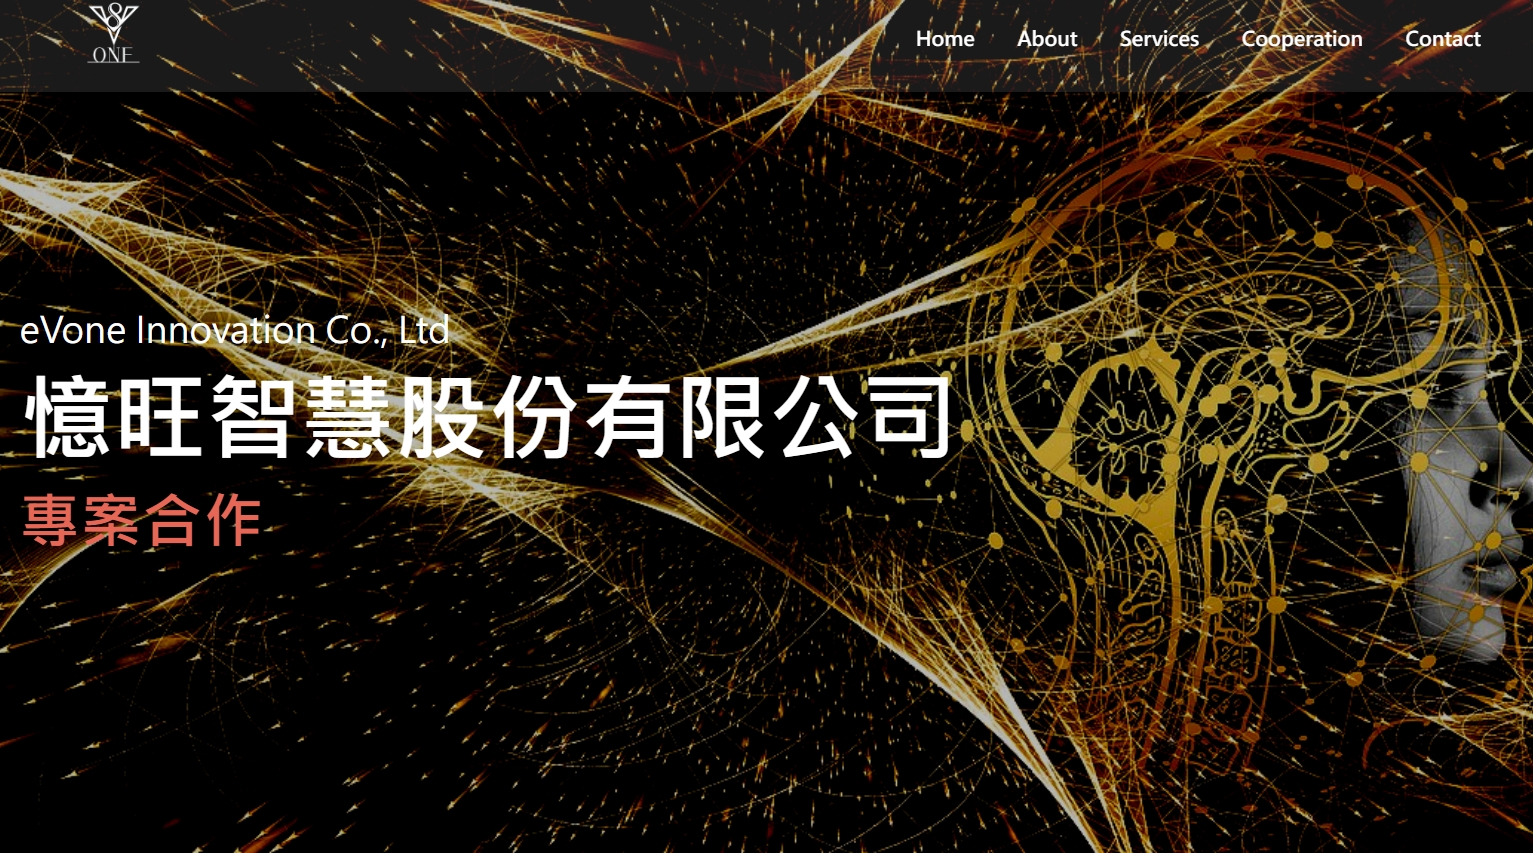 ONE
Home About Services Cooperation Contact
eVone Innovation Co., Ltd
憶旺智慧股份有限公司
專案合作